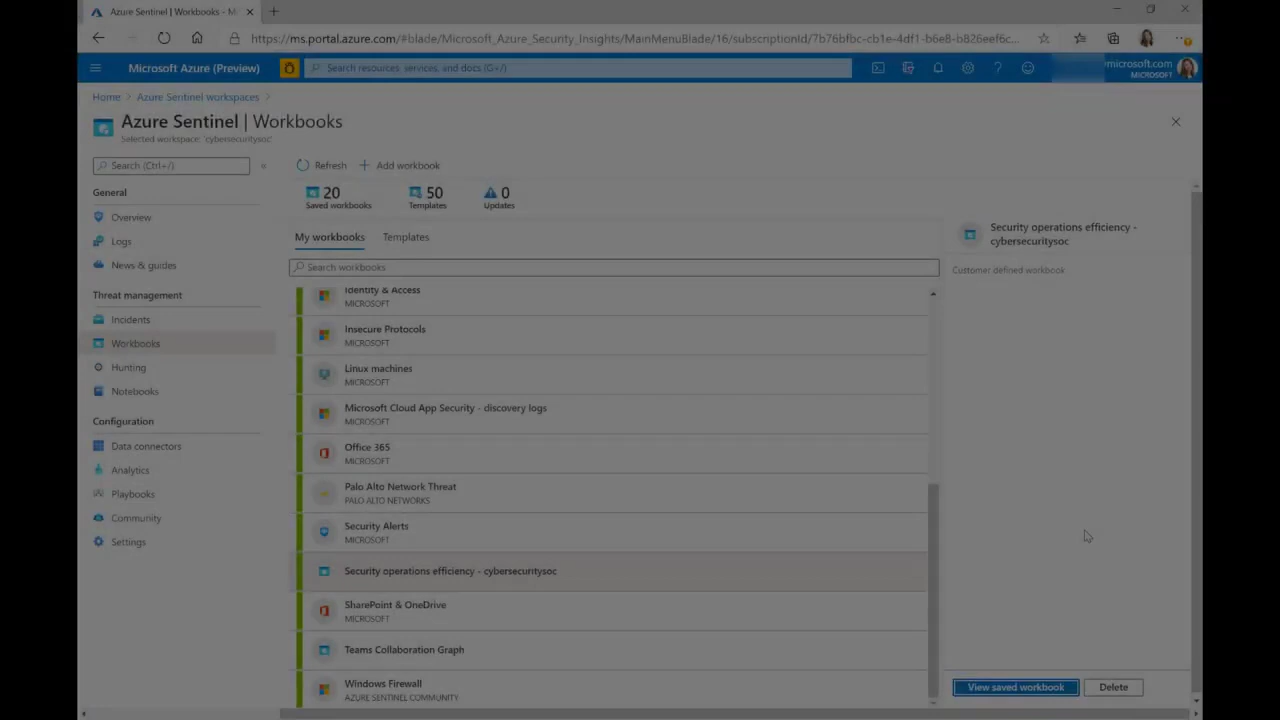 Azure Sentinel | Workbooks - M
https://ms.portal.azure.com/#blade/Microsoft_Azure_Security_Insights/MainMenuBlade/16/subscriptionId/7b76bfbc-cb1e-4df1-b6e8-b826eef6c...
Microsoft Azure (Preview)
Search resources, services, and docs (G+/)
microsoft.com
MICROSOFT
Home > Azure Sentinel workspaces >
Azure Sentinel | Workbooks
Selected workspace: 'cybersecuritysoc'
Search (Ctrl+/)
«
Refresh
Add workbook
General
Overview
Logs
News & guides
Threat management
Incidents
Workbooks
Hunting
Notebooks
Configuration
Data connectors
Analytics
Playbooks
Community
Settings
20
Saved workbooks
50
Templates
0
Updates
My workbooks
Templates
Search workbooks
Identity & Access
MICROSOFT
Insecure Protocols
MICROSOFT
Linux machines
MICROSOFT
Microsoft Cloud App Security - discovery logs
MICROSOFT
Office 365
MICROSOFT
Palo Alto Network Threat
PALO ALTO NETWORKS
Security Alerts
MICROSOFT
Security operations efficiency - cybersecuritysoc
SharePoint & OneDrive
MICROSOFT
Teams Collaboration Graph
Windows Firewall
AZURE SENTINEL COMMUNITY
Security operations efficiency -
cybersecuritysoc
Customer defined workbook
View saved workbook
Delete